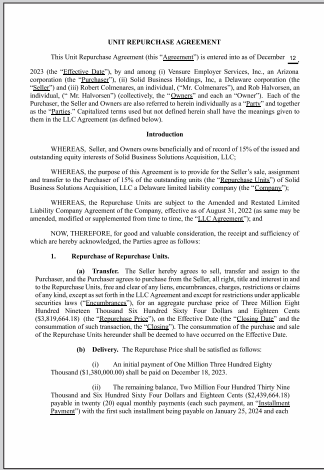 UNIT REPURCHASE AGREEMENT
This Unit Repurchase Agreement (this "Agreement") is entered into as of December 12
2023 (the "Effective Date"), by and among (i) Vensure Employer Services, Inc., an Arizona
corporation (the "Purchaser"), (ii) Solid Business Holdings, Inc, a Delaware corporation (the
"Seller") and (iii) Robert Colmenares, an individual, ("Mr. Colmenares"), and Rob Halvorsen, an
individual, (" Mr. Halvorsen") (collectively, the "Owners" and each an "Owner"). Each of the
Purchaser, the Seller and Owners are also referred to herein individually as a "Party" and together
as the "Parties." Capitalized terms used but not defined herein shall have the meanings given to
them in the LLC Agreement (as defined below).
Introduction
WHEREAS, Seller, and Owners owns beneficially and of record of 15% of the issued and
outstanding equity interests of Solid Business Solutions Acquisition, LLC;
WHEREAS, the purpose of this Agreement is to provide for the Seller's sale, assignment
and transfer to the Purchaser of 15% of the outstanding units (the "Repurchase Units") of Solid
Business Solutions Acquisition, LLC a Delaware limited liability company (the "Company");
WHEREAS, the Repurchase Units are subject to the Amended and Restated Limited
Liability Company Agreement of the Company, effective as of August 31, 2022 (as same may be
amended, modified or supplemented from time to time, the "LLC Agreement"); and
NOW, THEREFORE, for good and valuable consideration, the receipt and sufficiency of
which are hereby acknowledged, the Parties agree as follows:
1. Repurchase of Repurchase Units.
(a) Transfer. The Seller hereby agrees to sell, transfer and assign to the
Purchaser, and the Purchaser agrees to purchase from the Seller, all right, title and interest in and
to the Repurchase Units, free and clear of any liens, encumbrances, charges, restrictions or claims
of any kind, except as set forth in the LLC Agreement and except for restrictions under applicable
securities laws ("Encumbrances"), for an aggregate purchase price of Three Million Eight
Hundred Nineteen Thousand Six Hundred Sixty Four Dollars and Eighteen Cents
($3,819,664.18) (the "Repurchase Price"), on the Effective Date (the "Closing Date" and the
consummation of such transaction, the "Closing"). The consummation of the purchase and sale
of the Repurchase Units hereunder shall be deemed to have occurred on the Effective Date.
(b) Delivery. The Repurchase Price shall be satisfied as follows:
(i) An initial payment of One Million Three Hundred Eighty
Thousand ($1,380,000.00) shall be paid on December 18, 2023.
(ii) The remaining balance, Two Million Four Hundred Thirty Nine
Thousand and Six Hundred Sixty Four Dollars and Eighteen Cents ($2,439,664.18)
payable in twenty (20) equal monthly payments (each such payment, an "Installment
Payment") with the first such installment being payable on January 25, 2024 and each